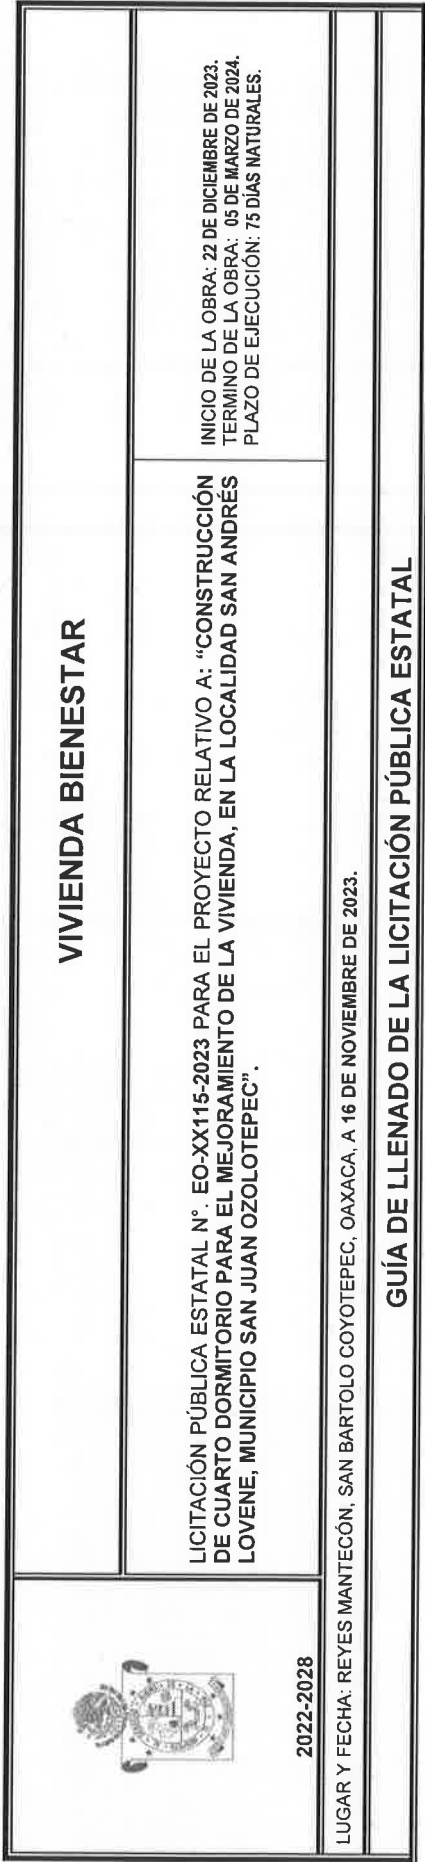 VIVIENDA BIENESTAR
2022-2028
LICITACIÓN PÚBLICA ESTATAL N°. EO-XX115-2023 PARA EL PROYECTO RELATIVO A: “CONSTRUCCIÓN
DE CUARTO DORMITORIO PARA EL MEJORAMIENTO DE LA VIVIENDA, EN LA LOCALIDAD SAN ANDRÉS
LOVENE, MUNICIPIO SAN JUAN OZOLOTEPEC”.
INICIO DE LA OBRA: 22 DE DICIEMBRE DE 2023.
TERMINO DE LA OBRA: 05 DE MARZO DE 2024.
PLAZO DE EJECUCIÓN: 75 DÍAS NATURALES.
LUGAR Y FECHA: REYES MANTECÓN, SAN BARTOLO COYOTEPEC, OAXACA, A 16 DE NOVIEMBRE DE 2023.
GUÍA DE LLENADO DE LA LICITACIÓN PÚBLICA ESTATAL